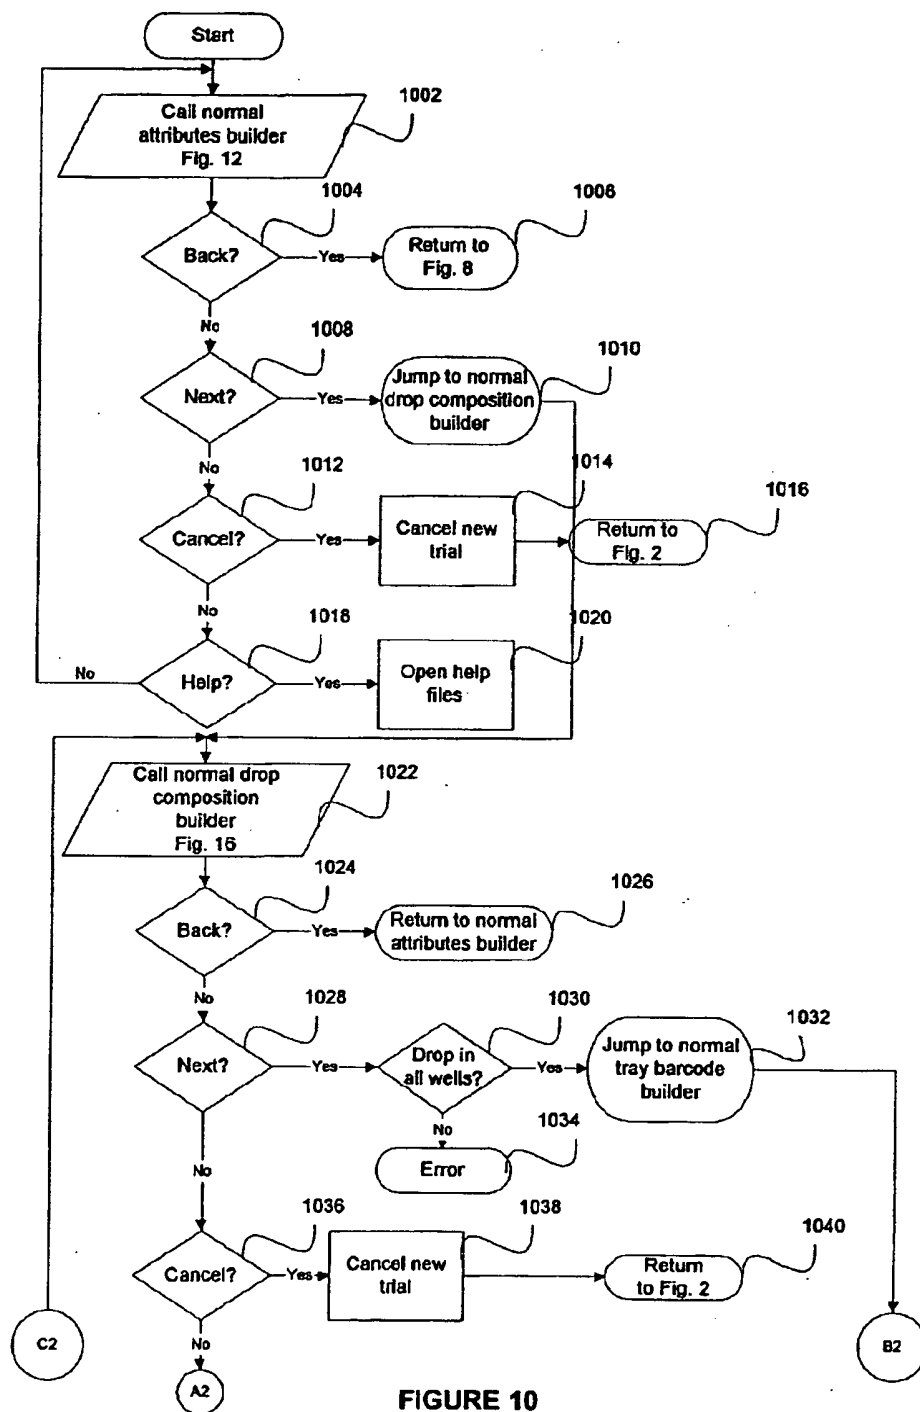 Start
Call normal
attributes builder
Fig. 12
1002
1004
Back?
Yes
Return to
Fig. 8
1006
No
1008
Next?
Yes
Jump to normal
drop composition
builder
1010
No
1012
Cancel?
Yes
Cancel new
trial
1014
Return to
Fig. 2
1016
No
1018
No
Help?
Yes
Open help
files
1020
Call normal drop
composition
builder
Fig. 16
1022
1024
Back?
Yes
Return to normal
attributes builder
1026
No
1028
Next?
Yes
Drop in
all wells?
1030
Yes
Jump to normal
tray barcode
builder
1032
No
Error
1034
No
1036
Cancel?
Yes
Cancel new
trial
1038
Return
to Fig. 2
1040
No
C2
A2
B2
FIGURE 10